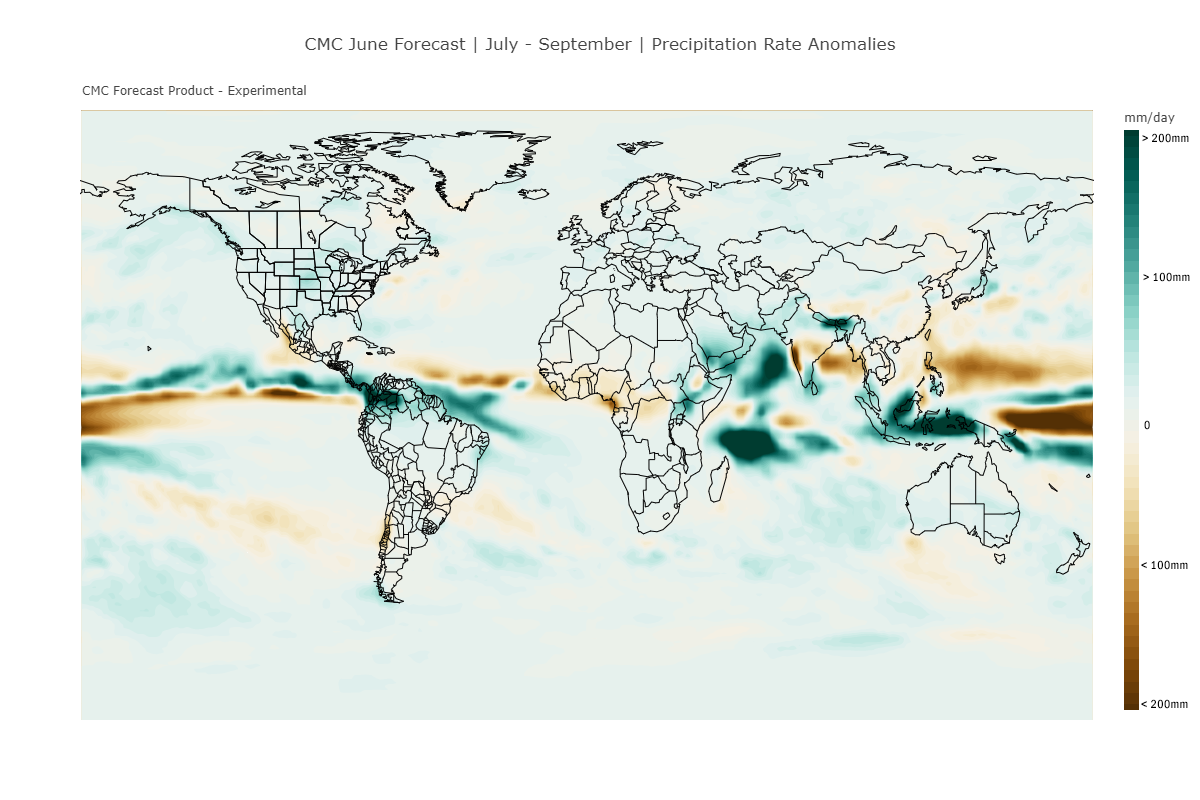 CMC June Forecast | July - September | Precipitation Rate Anomalies
CMC Forecast Product - Experimental
mm/day
> 200mm
> 100mm
0
< 100mm
< 200mm